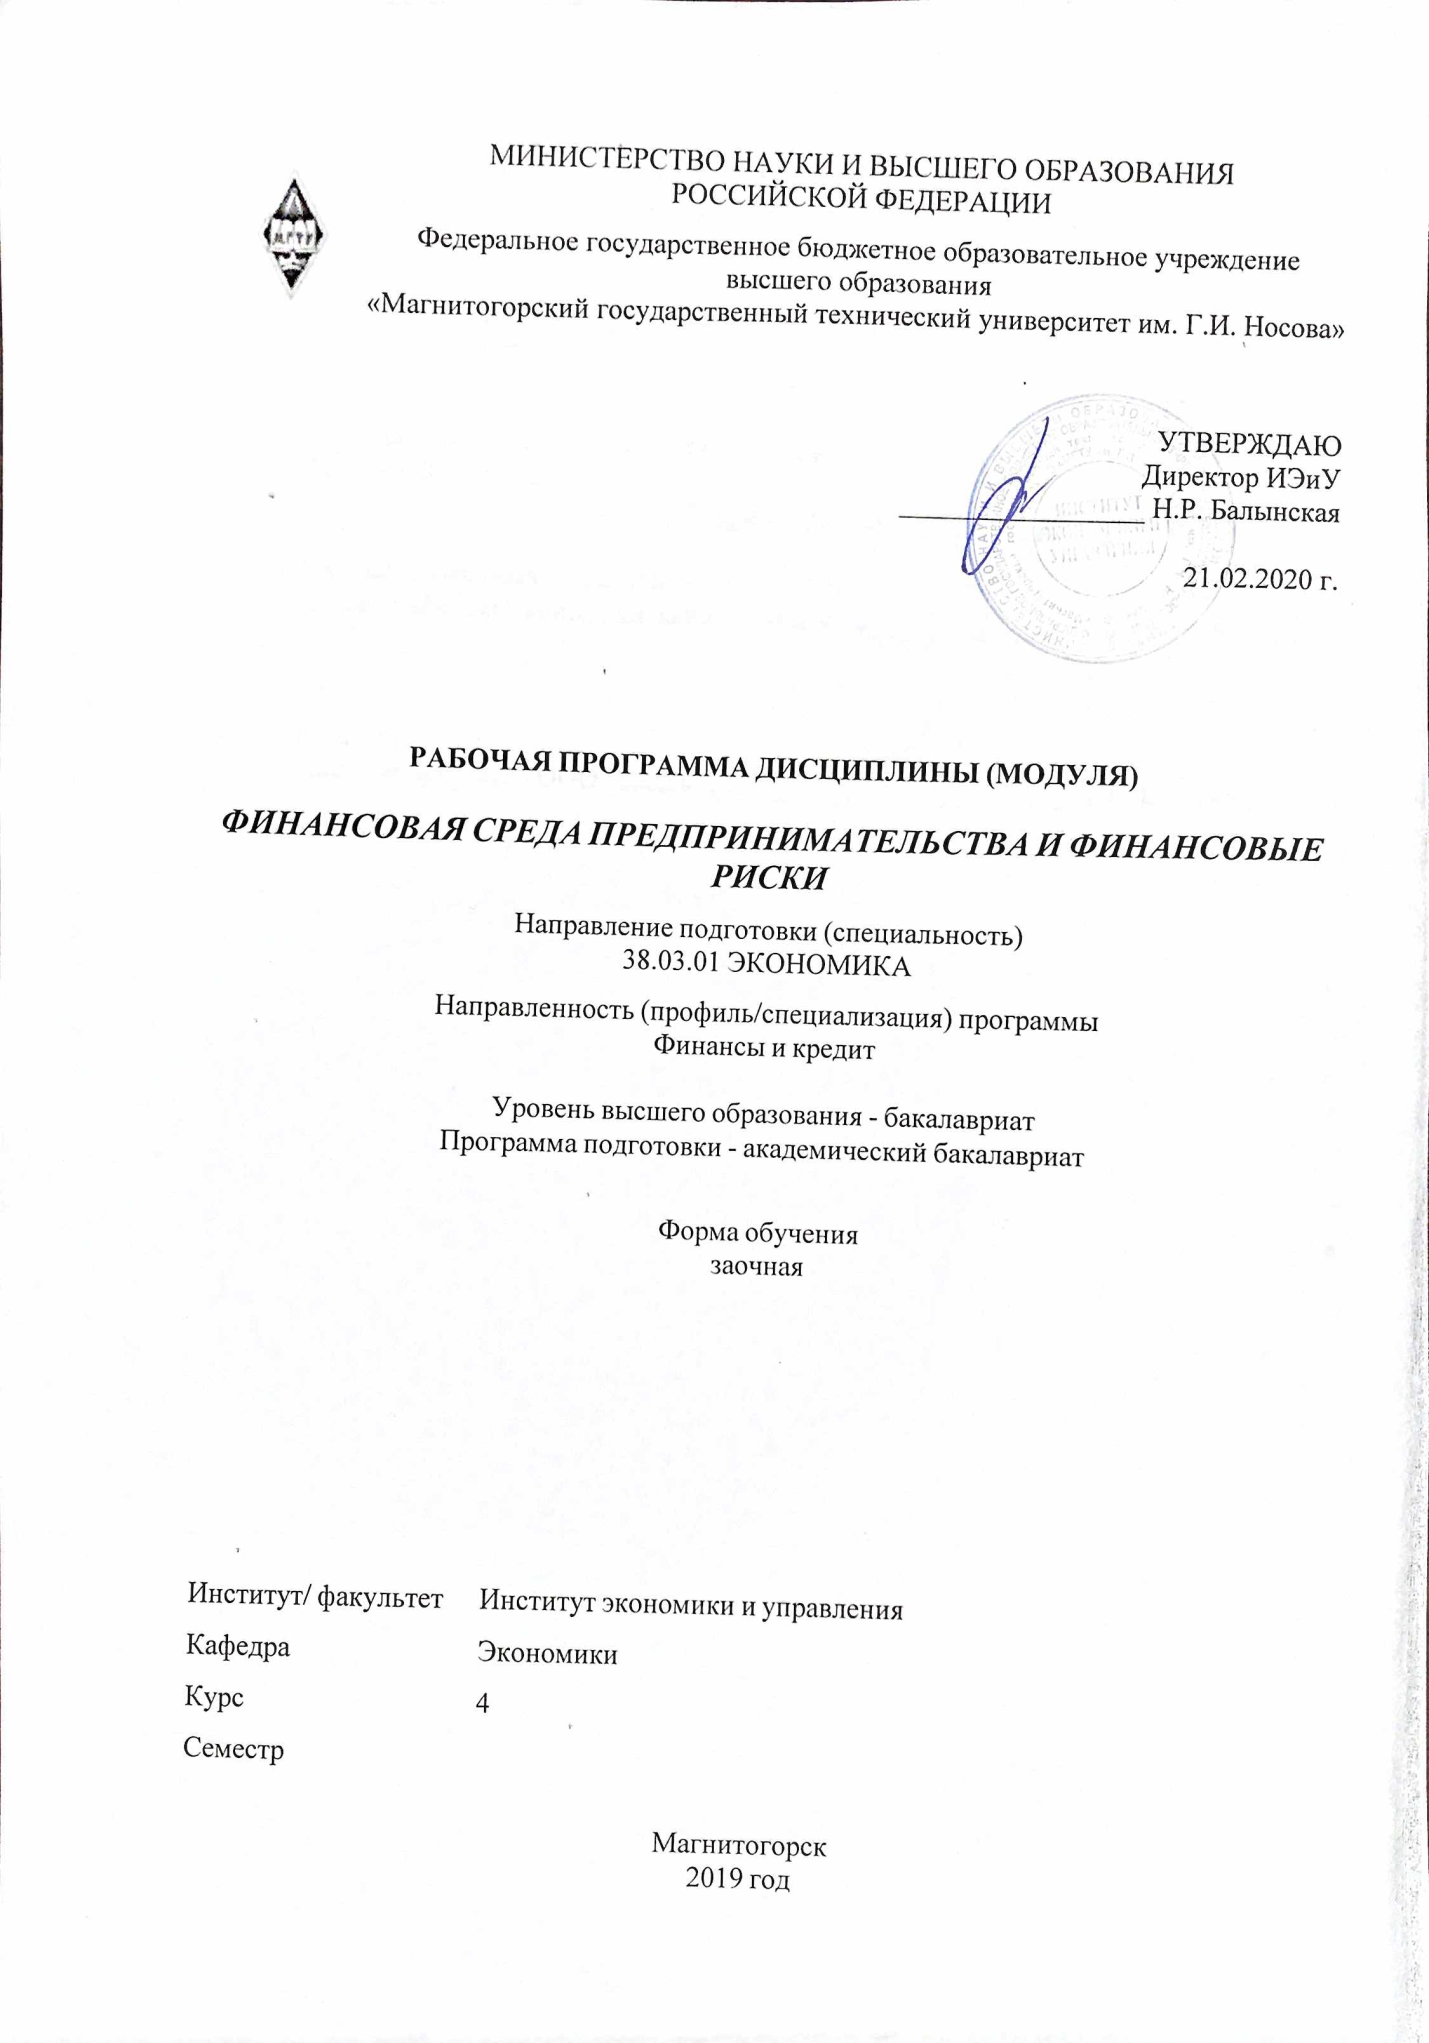 МИНИСТЕРСТВО НАУКИ И ВЫСШЕГО ОБРАЗОВАНИЯ
РОССИЙСКОЙ ФЕДЕРАЦИИ
МГТУ
Федеральное государственное бюджетное образовательное учреждение
высшего образования
«Магнитогорский государственный технический университет им. Г.И. Носова»
УТВЕРЖДАЮ
Директор ИЭиУ
Н.Р. Балынская
21.02.2020 г.
ИНСТИТУТ
РАБОЧАЯ ПРОГРАММА ДИСЦИПЛИНЫ (МОДУЛЯ)
ФИНАНСОВАЯ СРЕДА ПРЕДПРИНИМАТЕЛЬСТВА И ФИНАНСОВЫЕ
РИСКИ
Направление подготовки (специальность)
38.03.01 ЭКОНОМИКА
Направленность (профиль/специализация) программы
Финансы и кредит
Уровень высшего образования - бакалавриат
Программа подготовки - академический бакалавриат
Форма обучения
заочная
Институт/ факультет Институт экономики и управления
Кафедра Экономики
Курс 4
Семестр
Магнитогорск
2019 год